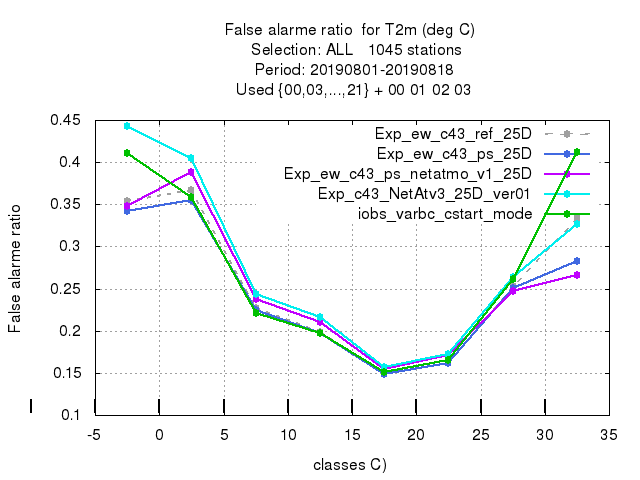 False alarme ratio  for T2m (deg C)
Selection: ALL   1045 stations
Period: 20190801-20190818
Used {00,03,...,21} + 00 01 02 03
Exp_ew_c43_ref_25D
Exp_ew_c43_ps_25D
Exp_ew_c43_ps_netatmo_v1_25D
Exp_c43_NetAtv3_25D_ver01
iobs_varbc_cstart_mode
False alarme ratio
0.45
0.4
0.35
0.3
0.25
0.2
0.15
0.1
-5 0 5 10 15 20 25 30 35
classes C)